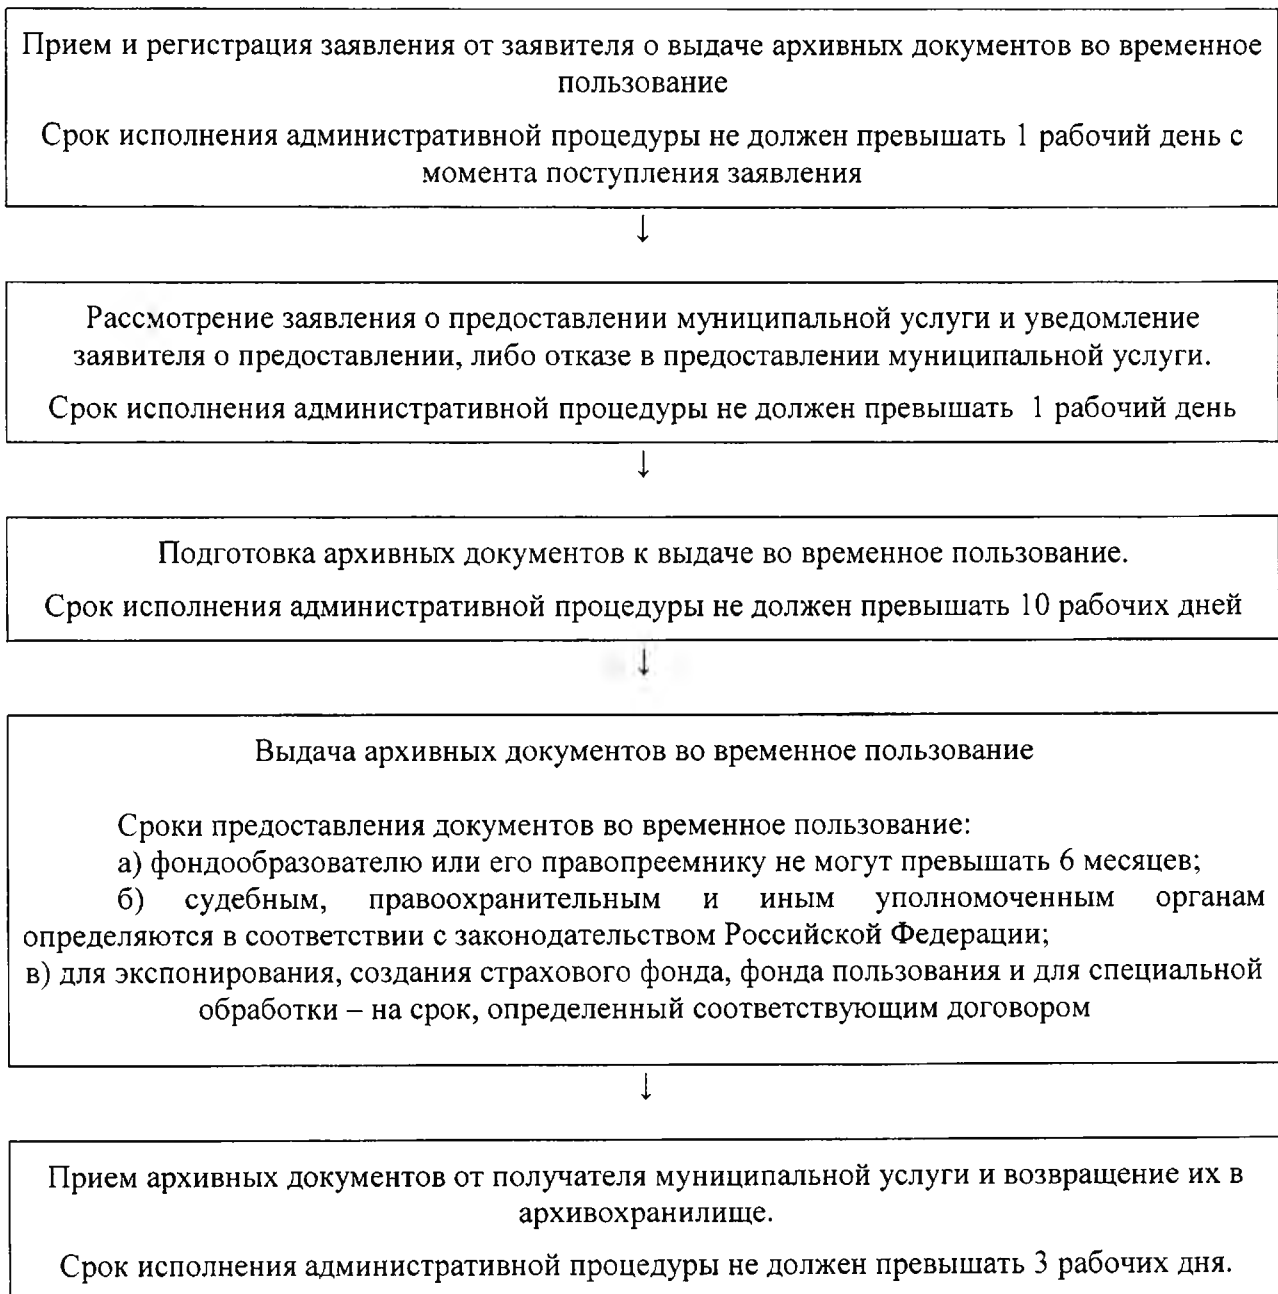 Прием и регистрация заявления от заявителя о выдаче архивных документов во временное
пользование
Срок исполнения административной процедуры не должен превышать 1 рабочий день с
момента поступления заявления
↓
Рассмотрение заявления о предоставлении муниципальной услуги и уведомление
заявителя о предоставлении, либо отказе в предоставлении муниципальной услуги.
Срок исполнения административной процедуры не должен превышать 1 рабочий день
↓
Подготовка архивных документов к выдаче во временное пользование.
Срок исполнения административной процедуры не должен превышать 10 рабочих дней
↓
Выдача архивных документов во временное пользование
Сроки предоставления документов во временное пользование:
а) фондообразователю или его правопреемнику не могут превышать 6 месяцев;
б) судебным, правоохранительным и иным уполномоченным органам
определяются в соответствии с законодательством Российской Федерации;
в) для экспонирования, создания страхового фонда, фонда пользования и для специальной
обработки – на срок, определенный соответствующим договором
↓
Прием архивных документов от получателя муниципальной услуги и возвращение их в
архивохранилище.
Срок исполнения административной процедуры не должен превышать 3 рабочих дня.